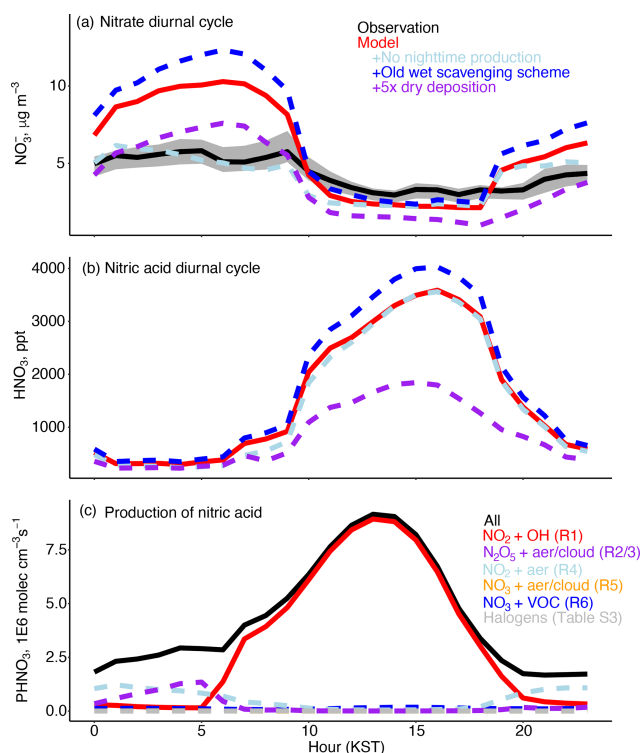 (a) Nitrate diurnal cycle
Observation
Model
+No nighttime production
+Old wet scavenging scheme
+5x dry deposition
NO₃⁻, μg m⁻³
10
5
(b) Nitric acid diurnal cycle
HNO₃, ppt
4000
3000
2000
1000
(c) Production of nitric acid
All
NO₂ + OH (R1)
N₂O₅ + aer/cloud (R2/3)
NO₂ + aer (R4)
NO₃ + aer/cloud (R5)
NO₃ + VOC (R6)
Halogens (Table S3)
PHNO₃, 1E6 molec cm⁻³s⁻¹
7.5
5.0
2.5
0.0
0 5 10 15 20
Hour (KST)